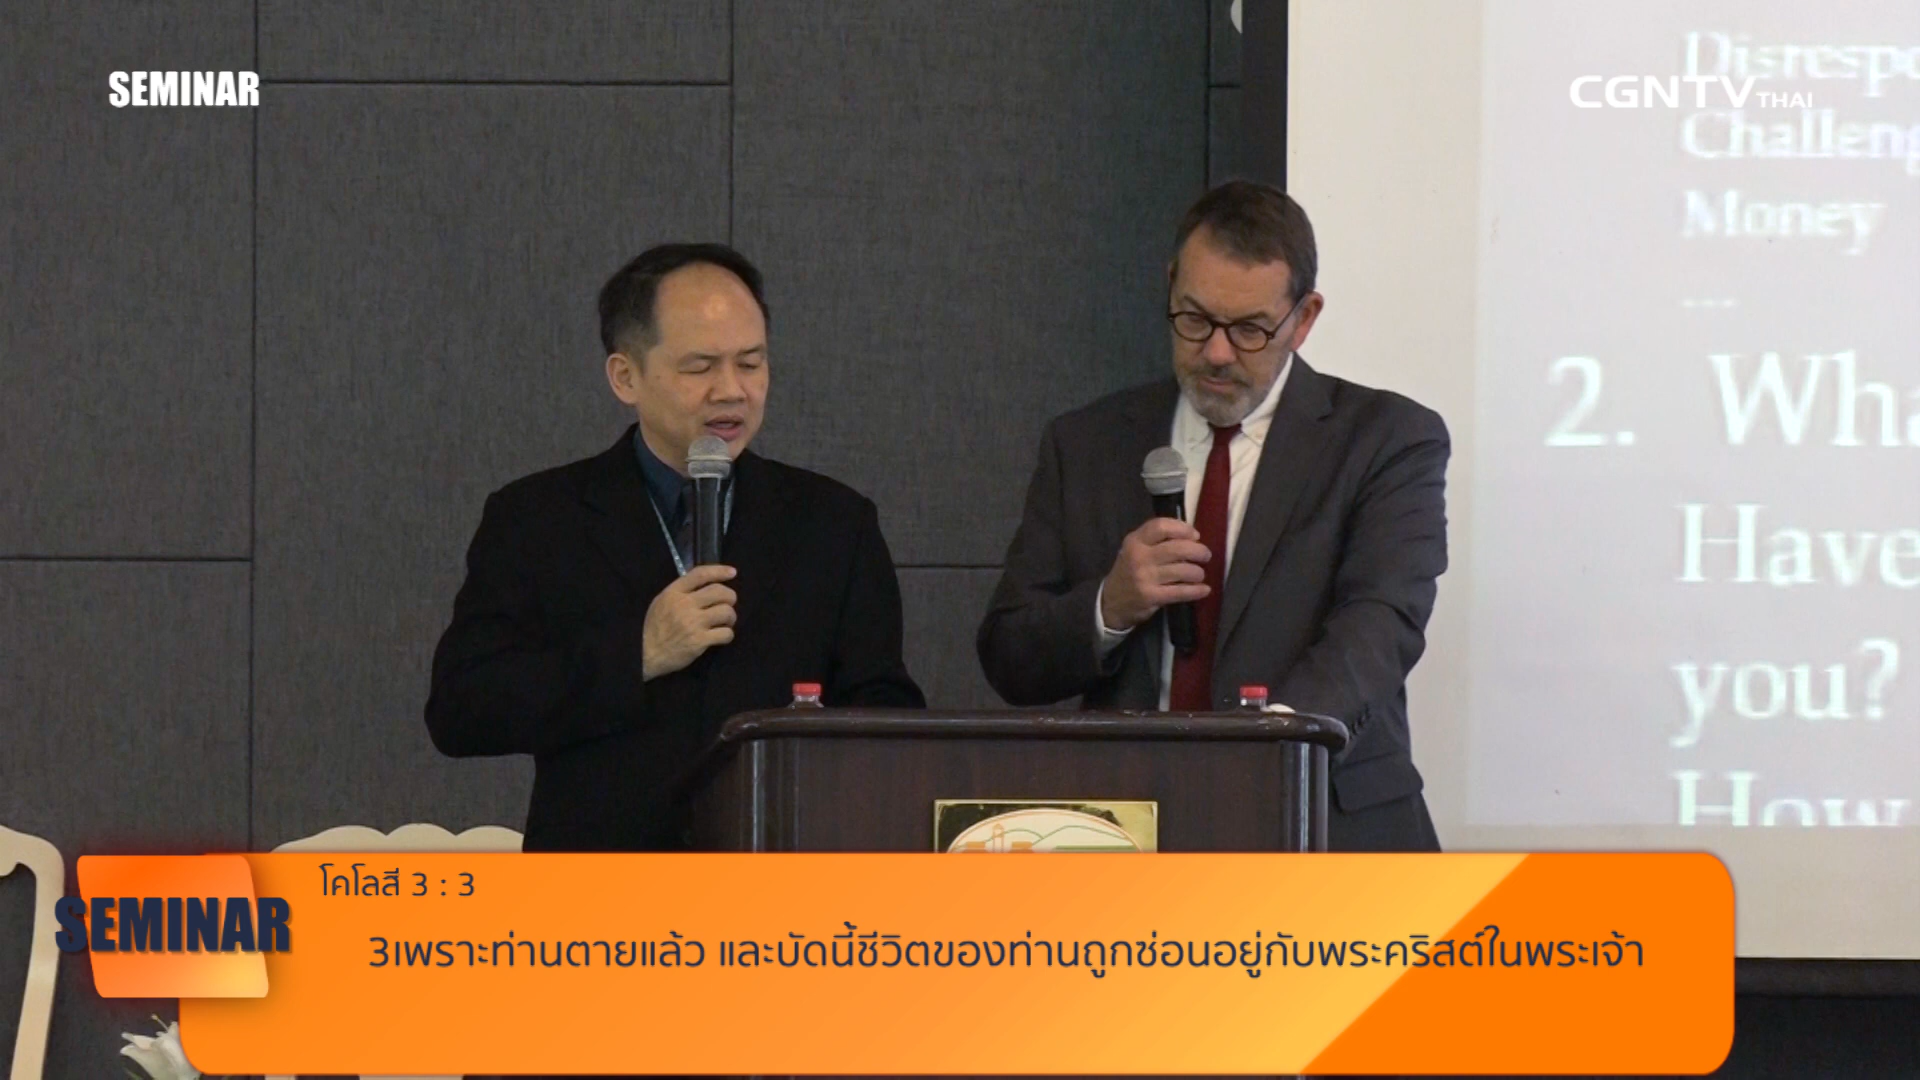 SEMINAR
CGNTV THAI
Money
2.
Have
you?
How
SEMINAR
โคโลสี 3 : 3
3เพราะท่านตายแล้ว และบัดนี้ชีวิตของท่านถูกซ่อนอยู่กับพระคริสต์ในพระเจ้า